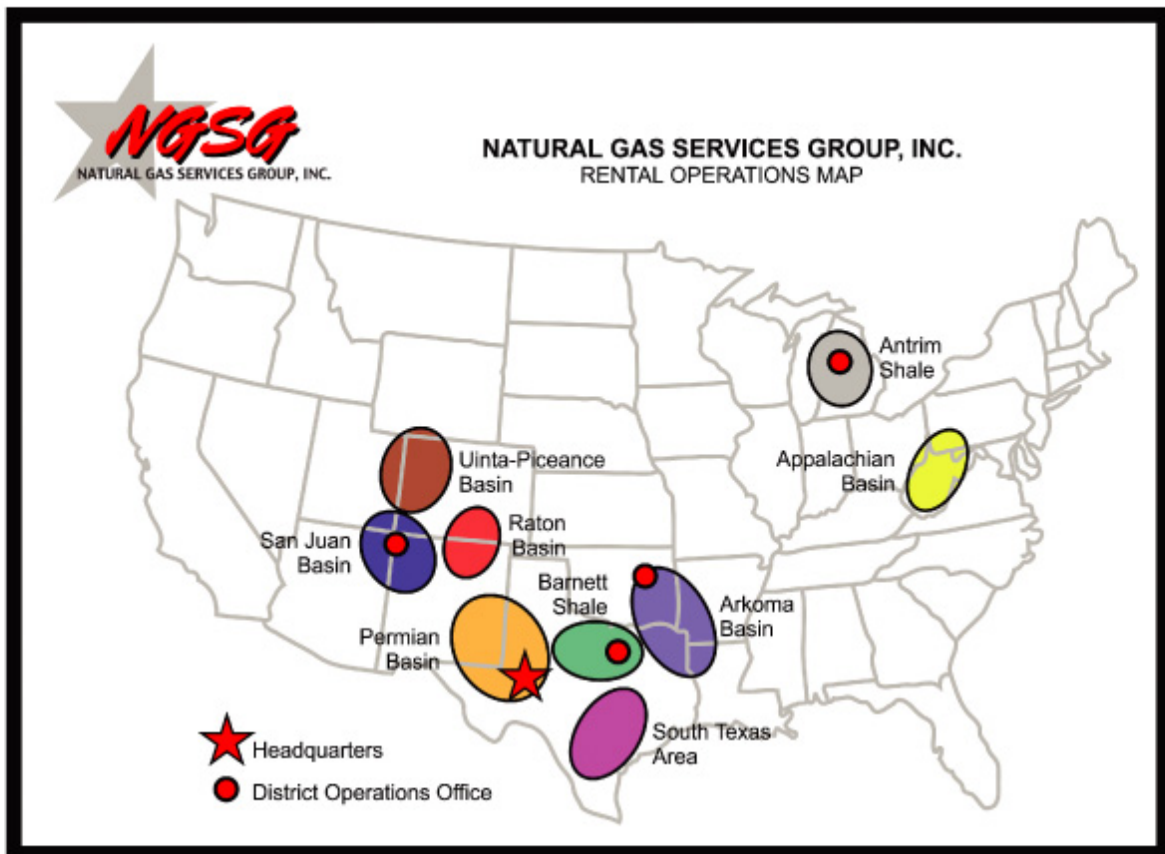 NGSG
NATURAL GAS SERVICES GROUP, INC.
NATURAL GAS SERVICES GROUP, INC.
RENTAL OPERATIONS MAP
Antrim
Shale
Appalachian
Basin
Uinta-Piceance
Basin
Raton
Basin
San Juan
Basin
Barnett
Shale
Arkoma
Basin
Permian
Basin
South Texas
Area
Headquarters
District Operations Office